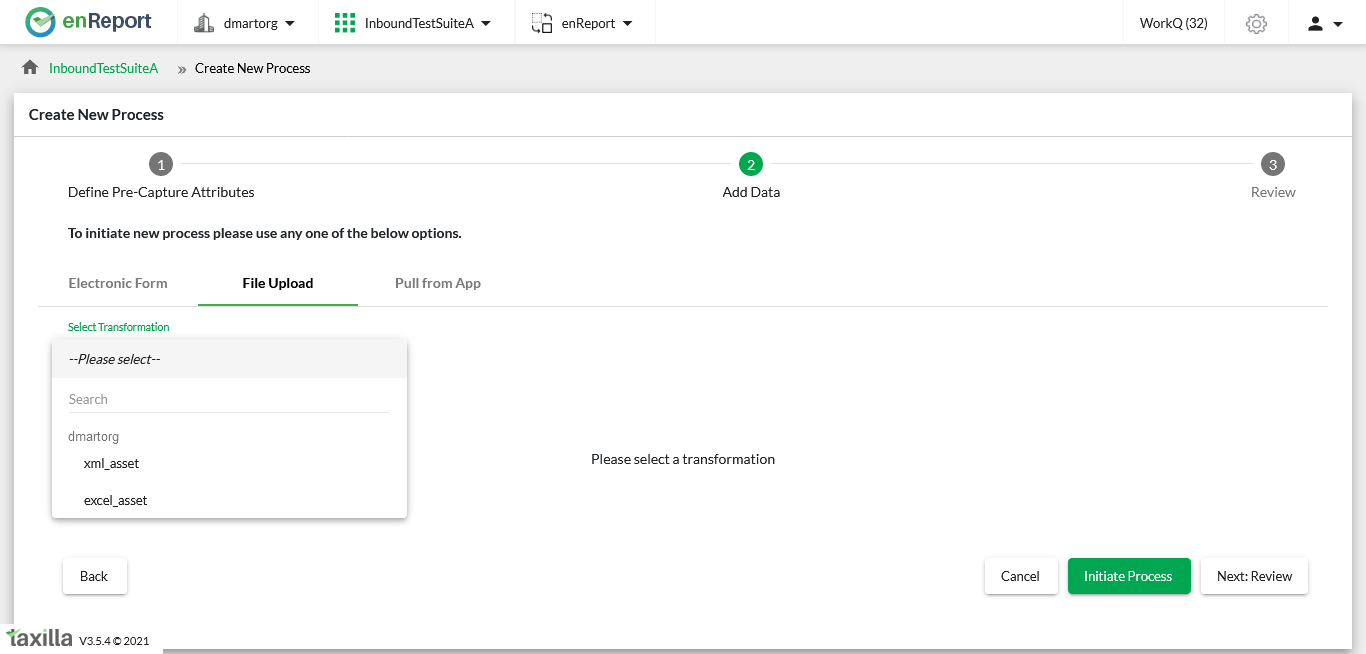 enReport dmartorg InboundTestSuiteA enReport WorkQ (32)
InboundTestSuiteA » Create New Process
Create New Process
1 2 3
Define Pre-Capture Attributes Add Data Review
To initiate new process please use any one of the below options.
Electronic Form File Upload Pull from App
Select Transformation
--Please select--
Search
dmartorg
xml_asset
Please select a transformation
excel_asset
Back Cancel Initiate Process Next: Review
taxilla V3.5.4 © 2021